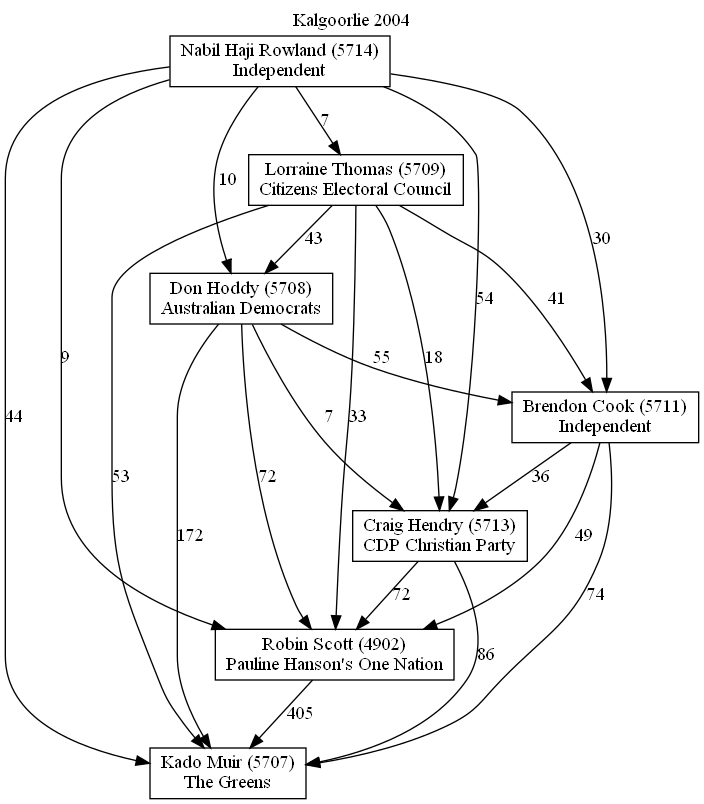 Kalgoorlie 2004
Nabil Haji Rowland (5714)
Independent
7
Lorraine Thomas (5709)
Citizens Electoral Council
10
43
30
Don Hoddy (5708)
Australian Democrats
54
41
9
55
18
44
7
33
Brendon Cook (5711)
Independent
53
72
36
172
Craig Hendry (5713)
CDP Christian Party
49
72
74
Robin Scott (4902)
Pauline Hanson's One Nation
86
405
Kado Muir (5707)
The Greens